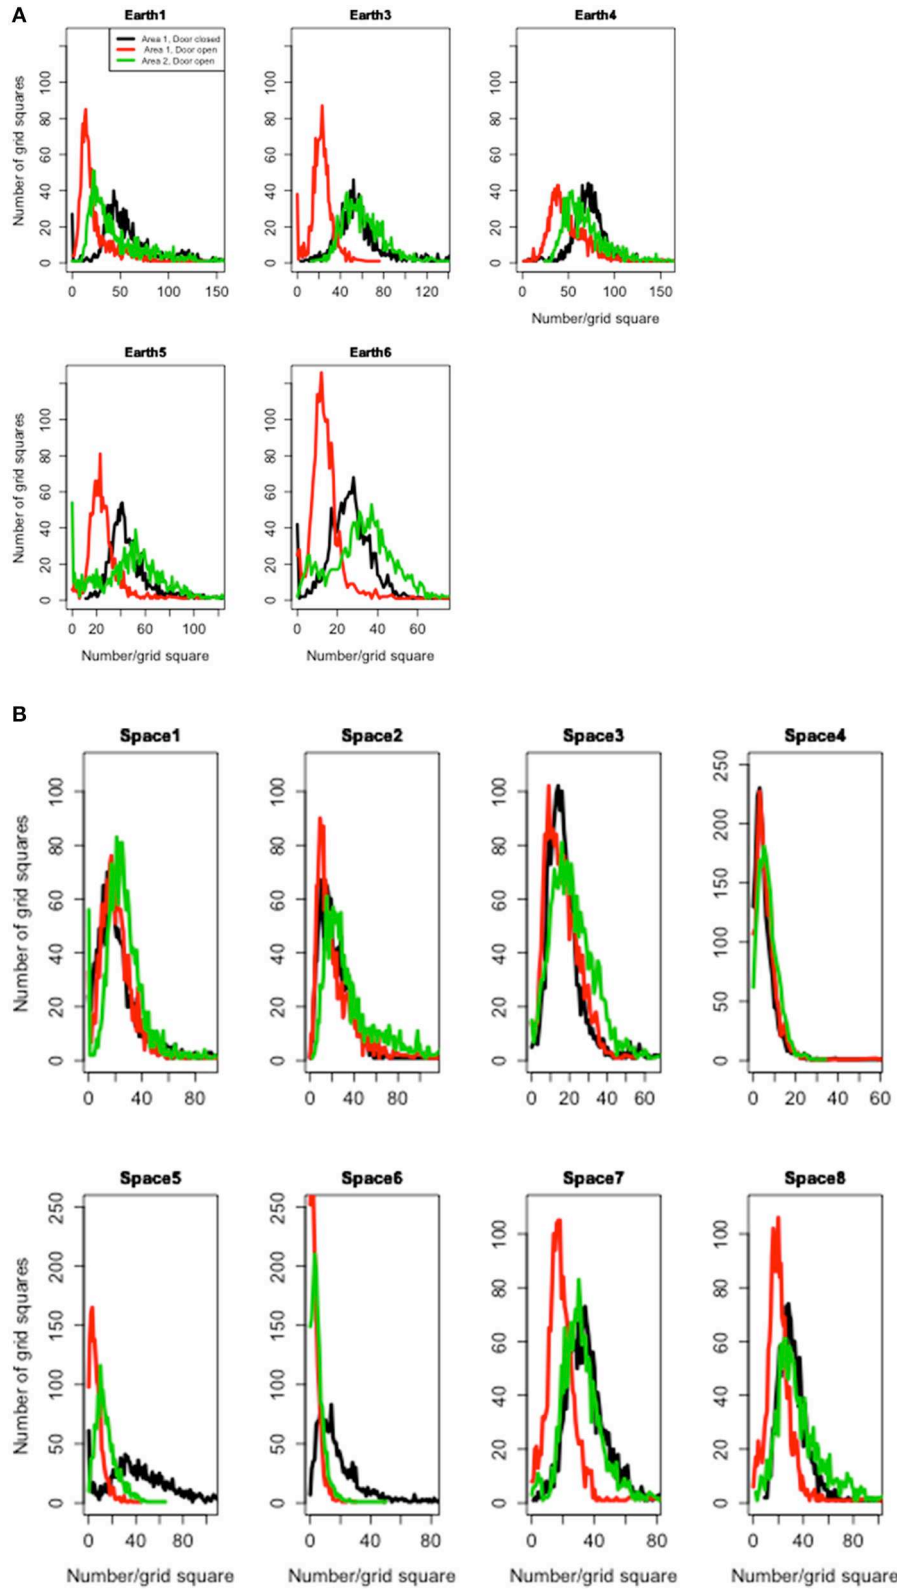 A
Earth1
Earth3
Earth4
Area 1, Door closed
Area 1, Door open
Area 2, Door open
Number of grid squares
0 20 40 60 80 100
0 20 40 60 80 100
0 20 40 60 80 100
0 50 100 150
0 40 80 120
0 50 100 150
Number/grid square
Earth5
Earth6
Number of grid squares
0 20 40 60 80 100
0 20 40 60 80 100
0 20 60 100
0 20 40 60
Number/grid square
Number/grid square
B
Space1
Space2
Space3
Space4
Number of grid squares
0 20 40 60 80 100
0 20 40 60 80 100
0 20 40 60 80 100
0 50 100 150 200 250
0 40 80
0 40 80
0 20 40 60
0 20 40 60
Space5
Space6
Space7
Space8
Number of grid squares
0 50 100 150 200 250
0 50 100 150 200 250
0 20 40 60 80 100
0 20 40 60 80 100
0 40 80
0 40 80
0 40 80
0 40 80
Number/grid square
Number/grid square
Number/grid square
Number/grid square